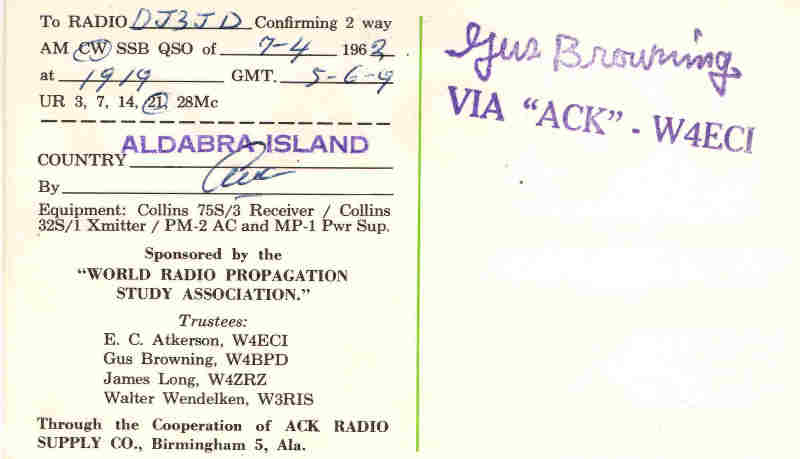 To RADIO DJ3JD Confirming 2 way
AM CW SSB QSO of 7-4 1962
at 1919 GMT. 5-6-9
UR 3, 7, 14, 21, 28Mc
ALDABRA ISLAND
COUNTRY
By Gus
Equipment: Collins 75S/3 Receiver / Collins
32S/1 Xmitter / PM-2 AC and MP-1 Pwr Sup.
Sponsored by the
"WORLD RADIO PROPAGATION
STUDY ASSOCIATION."
Trustees:
E. C. Atkerson, W4ECI
Gus Browning, W4BPD
James Long, W4ZRZ
Walter Wendelken, W3RIS
Through the Cooperation of ACK RADIO
SUPPLY CO., Birmingham 5, Ala.
Gus Browning
VIA "ACK" - W4ECI